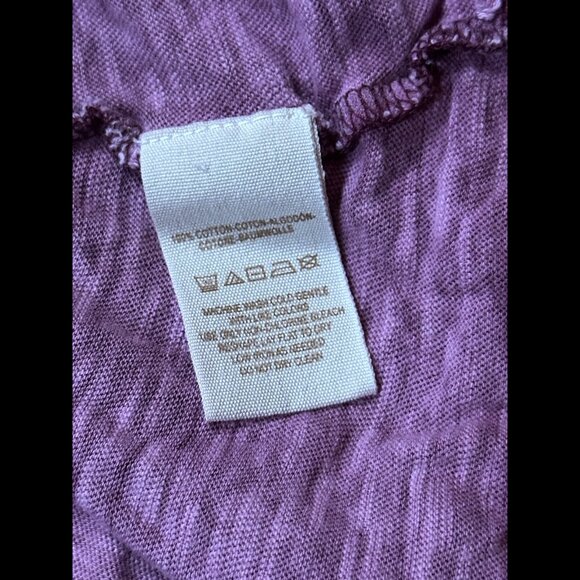 100% COTTON-COTON-ALGODÓN-
COTONE-BAUMWOLLE
MACHINE WASH COLD GENTLE
WITH LIKE COLORS
USE ONLY NON-CHLORINE BLEACH
RESHAPE LAY FLAT TO DRY
LOW IRON AS NEEDED
DO NOT DRY CLEAN